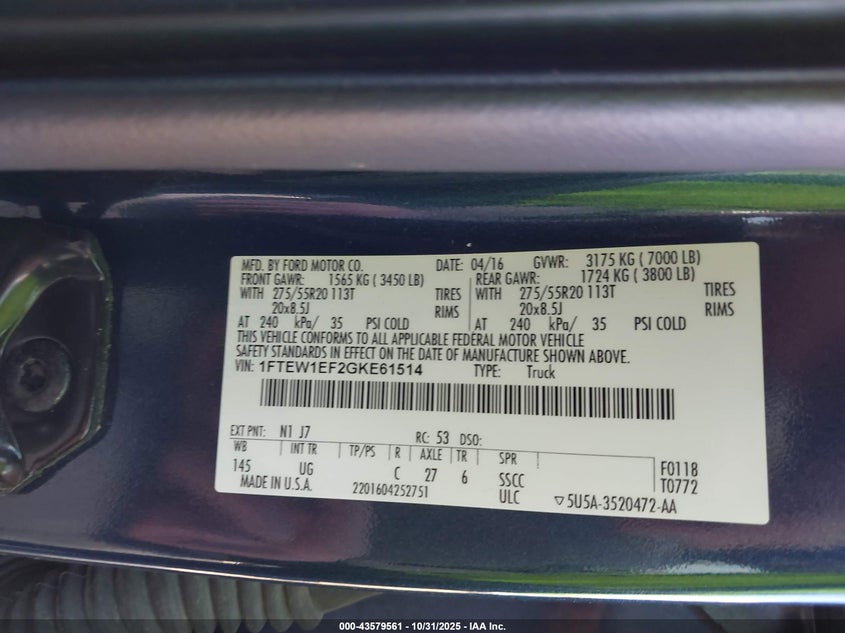 MFD. BY FORD MOTOR CO. DATE: 04/16 GVWR: 3175 KG ( 7000 LB)
FRONT GAWR: 1565 KG ( 3450 LB) REAR GAWR: 1724 KG ( 3800 LB)
WITH 275/55R20 113T TIRES WITH 275/55R20 113T TIRES
20x8.5J RIMS 20x8.5J RIMS
AT 240 kPa/ 35 PSI COLD AT 240 kPa/ 35 PSI COLD
THIS VEHICLE CONFORMS TO ALL APPLICABLE FEDERAL MOTOR VEHICLE
SAFETY STANDARDS IN EFFECT ON THE DATE OF MANUFACTURE SHOWN ABOVE.
VIN: 1FTEW1EF2GKE61514 TYPE: Truck
EXT PNT: N1 J7 RC: 53 DSO:
WB INT TR TP/PS R AXLE TR SPR
145 UG C 27 6 SSCC F0118
MADE IN U.S.A. 2201604252751 ULC T0772
▽5U5A-3520472-AA
000-43579561 - 10/31/2025 - IAA Inc.